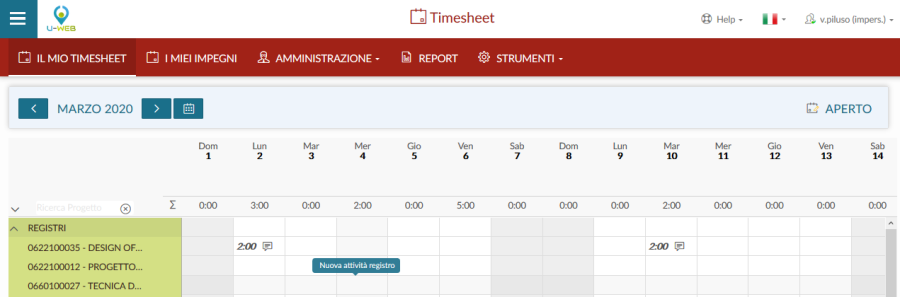 U-WEB
Timesheet
Help
v.piluso (impers.)
IL MIO TIMESHEET
I MIEI IMPEGNI
AMMINISTRAZIONE
REPORT
STRUMENTI
MARZO 2020
APERTO
Dom Lun Mar Mer Gio Ven Sab Dom Lun Mar Mer Gio Ven Sab
1 2 3 4 5 6 7 8 9 10 11 12 13 14
Ricerca Progetto
Σ 0:00 3:00 0:00 2:00 0:00 5:00 0:00 0:00 0:00 5:00 0:00 0:00 0:00 0:00
REGISTRI
0622100035 - DESIGN OF... 2:00 2:00
0622100012 - PROGETTO...
Nuova attività registro
0660100027 - TECNICA D...